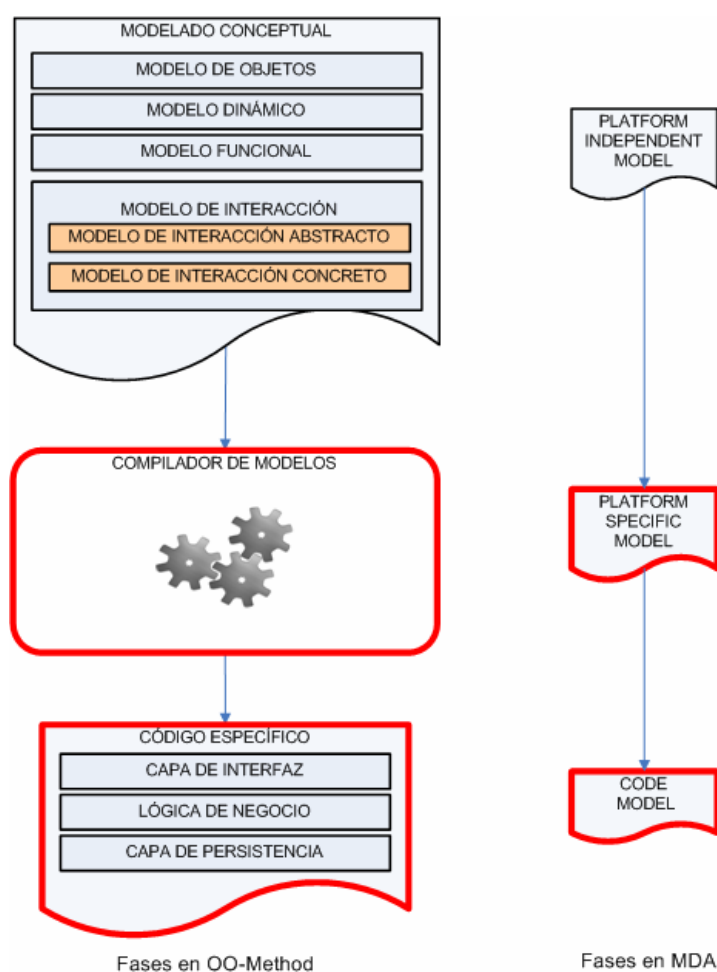 MODELADO CONCEPTUAL
MODELO DE OBJETOS
MODELO DINÁMICO
MODELO FUNCIONAL
MODELO DE INTERACCIÓN
MODELO DE INTERACCIÓN ABSTRACTO
MODELO DE INTERACCIÓN CONCRETO
COMPILADOR DE MODELOS
CÓDIGO ESPECÍFICO
CAPA DE INTERFAZ
LÓGICA DE NEGOCIO
CAPA DE PERSISTENCIA
Fases en OO-Method
PLATFORM
INDEPENDENT
MODEL
PLATFORM
SPECIFIC
MODEL
CODE
MODEL
Fases en MDA